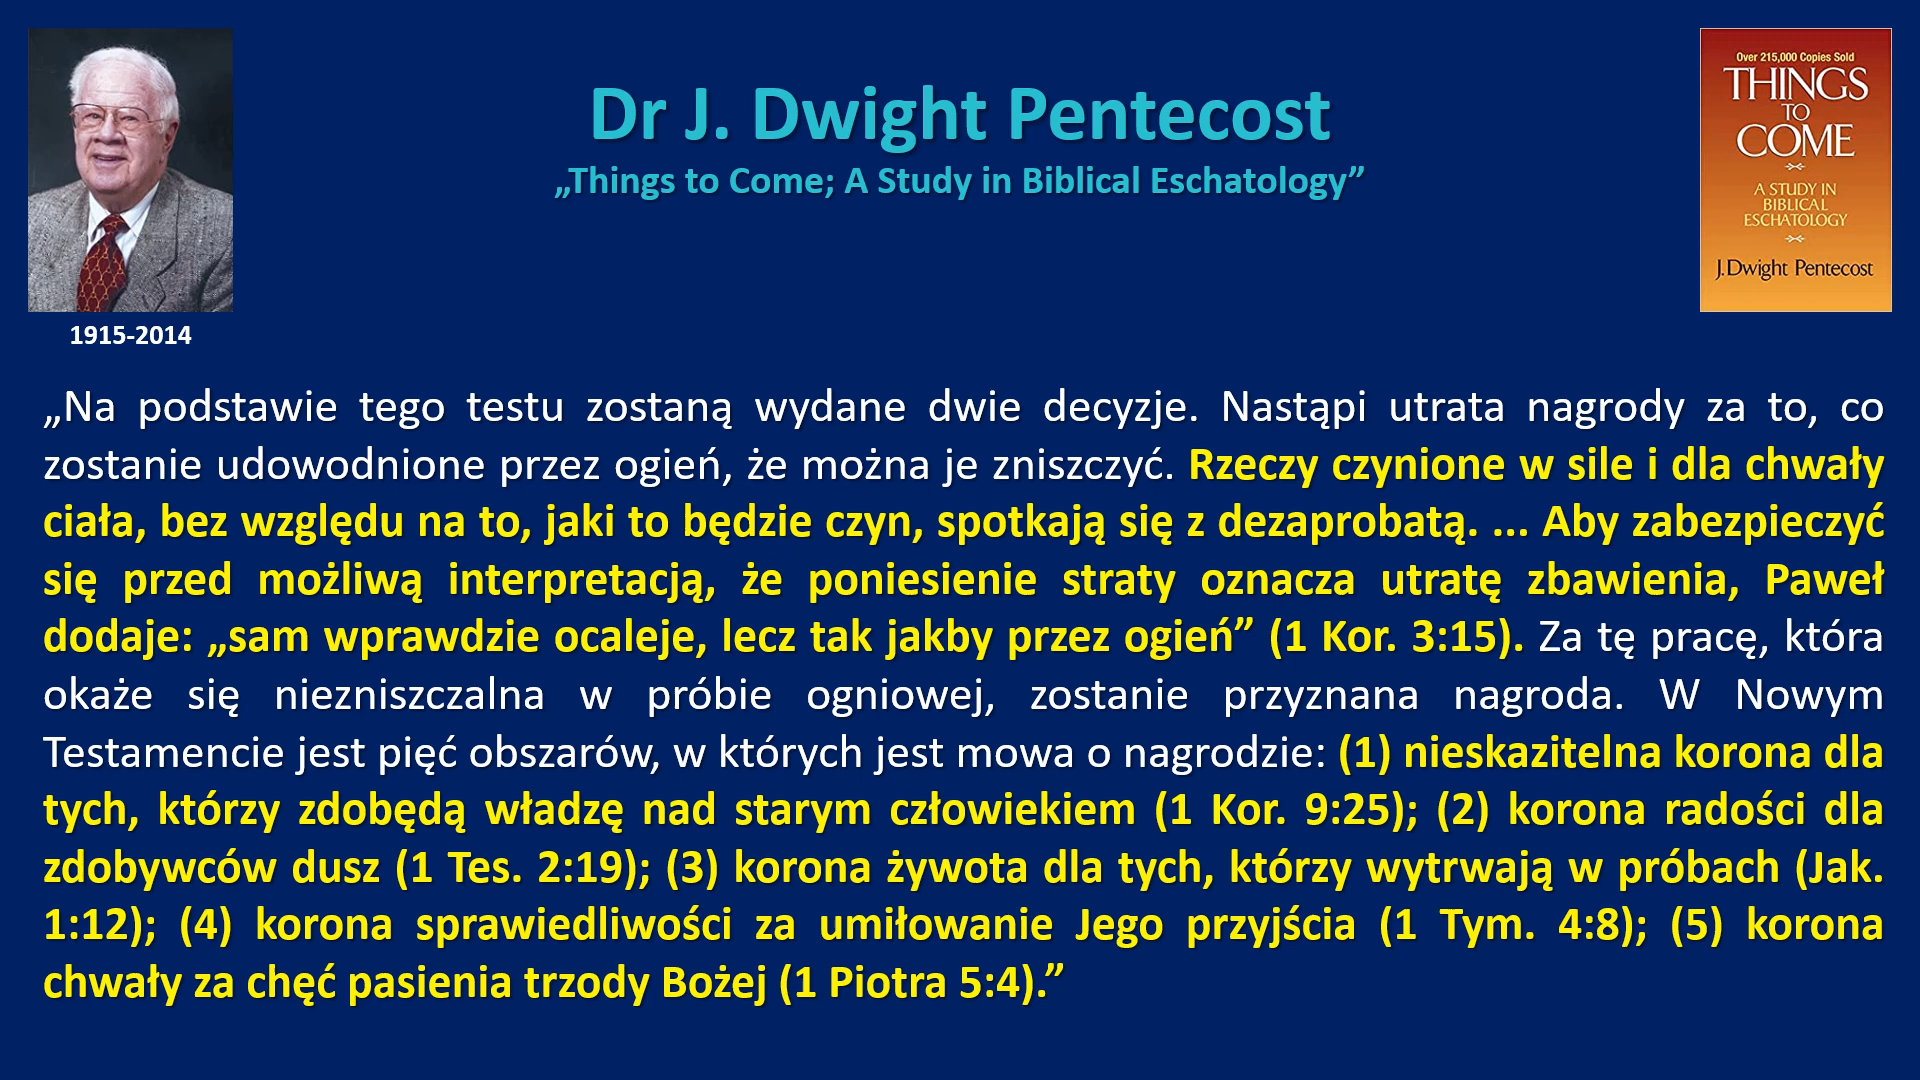 Dr J. Dwight Pentecost
„Things to Come; A Study in Biblical Eschatology”
Over 215,000 Copies Sold
THINGS
TO
COME
A STUDY IN
BIBLICAL
ESCHATOLOGY
J. Dwight Pentecost
1915-2014
„Na podstawie tego testu zostaną wydane dwie decyzje. Nastąpi utrata nagrody za to, co
zostanie udowodnione przez ogień, że można je zniszczyć. Rzeczy czynione w sile i dla chwały
ciała, bez względu na to, jaki to będzie czyn, spotkają się z dezaprobatą. ... Aby zabezpieczyć
się przed możliwą interpretacją, że poniesienie straty oznacza utratę zbawienia, Paweł
dodaje: „sam wprawdzie ocaleje, lecz tak jakby przez ogień” (1 Kor. 3:15). Za tę pracę, która
okaże się niezniszczalna w próbie ogniowej, zostanie przyznana nagroda. W Nowym
Testamencie jest pięć obszarów, w których jest mowa o nagrodzie: (1) nieskazitelna korona dla
tych, którzy zdobędą władzę nad starym człowiekiem (1 Kor. 9:25); (2) korona radości dla
zdobywców dusz (1 Tes. 2:19); (3) korona żywota dla tych, którzy wytrwają w próbach (Jak.
1:12); (4) korona sprawiedliwości za umiłowanie Jego przyjścia (1 Tym. 4:8); (5) korona
chwały za chęć pasienia trzody Bożej (1 Piotra 5:4).”